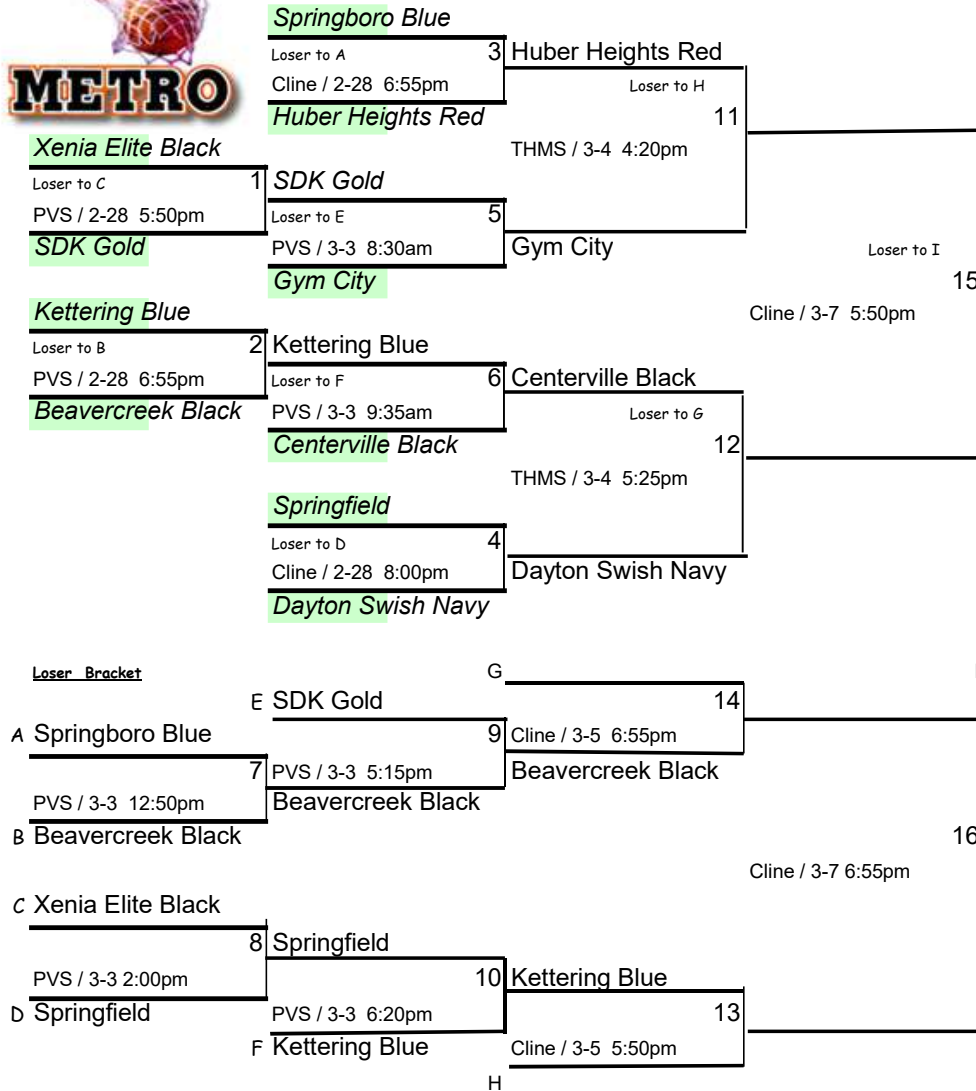 METRO
Springboro Blue
Loser to A
3
Huber Heights Red
Cline / 2-28 6:55pm
Loser to H
Huber Heights Red
11
Xenia Elite Black
THMS / 3-4 4:20pm
Loser to C
1
SDK Gold
PVS / 2-28 5:50pm
Loser to E
5
SDK Gold
PVS / 3-3 8:30am
Gym City
Loser to I
Gym City
15
Kettering Blue
Cline / 3-7 5:50pm
Loser to B
2
Kettering Blue
PVS / 2-28 6:55pm
Loser to F
6
Centerville Black
Beavercreek Black
PVS / 3-3 9:35am
Loser to G
Centerville Black
12
THMS / 3-4 5:25pm
Springfield
Loser to D
4
Cline / 2-28 8:00pm
Dayton Swish Navy
Dayton Swish Navy
Loser Bracket
G
E SDK Gold
14
A Springboro Blue
9
Cline / 3-5 6:55pm
7
PVS / 3-3 5:15pm
Beavercreek Black
PVS / 3-3 12:50pm
Beavercreek Black
B Beavercreek Black
16
Cline / 3-7 6:55pm
C Xenia Elite Black
8
Springfield
PVS / 3-3 2:00pm
10
Kettering Blue
D Springfield
PVS / 3-3 6:20pm
13
F Kettering Blue
Cline / 3-5 5:50pm
H